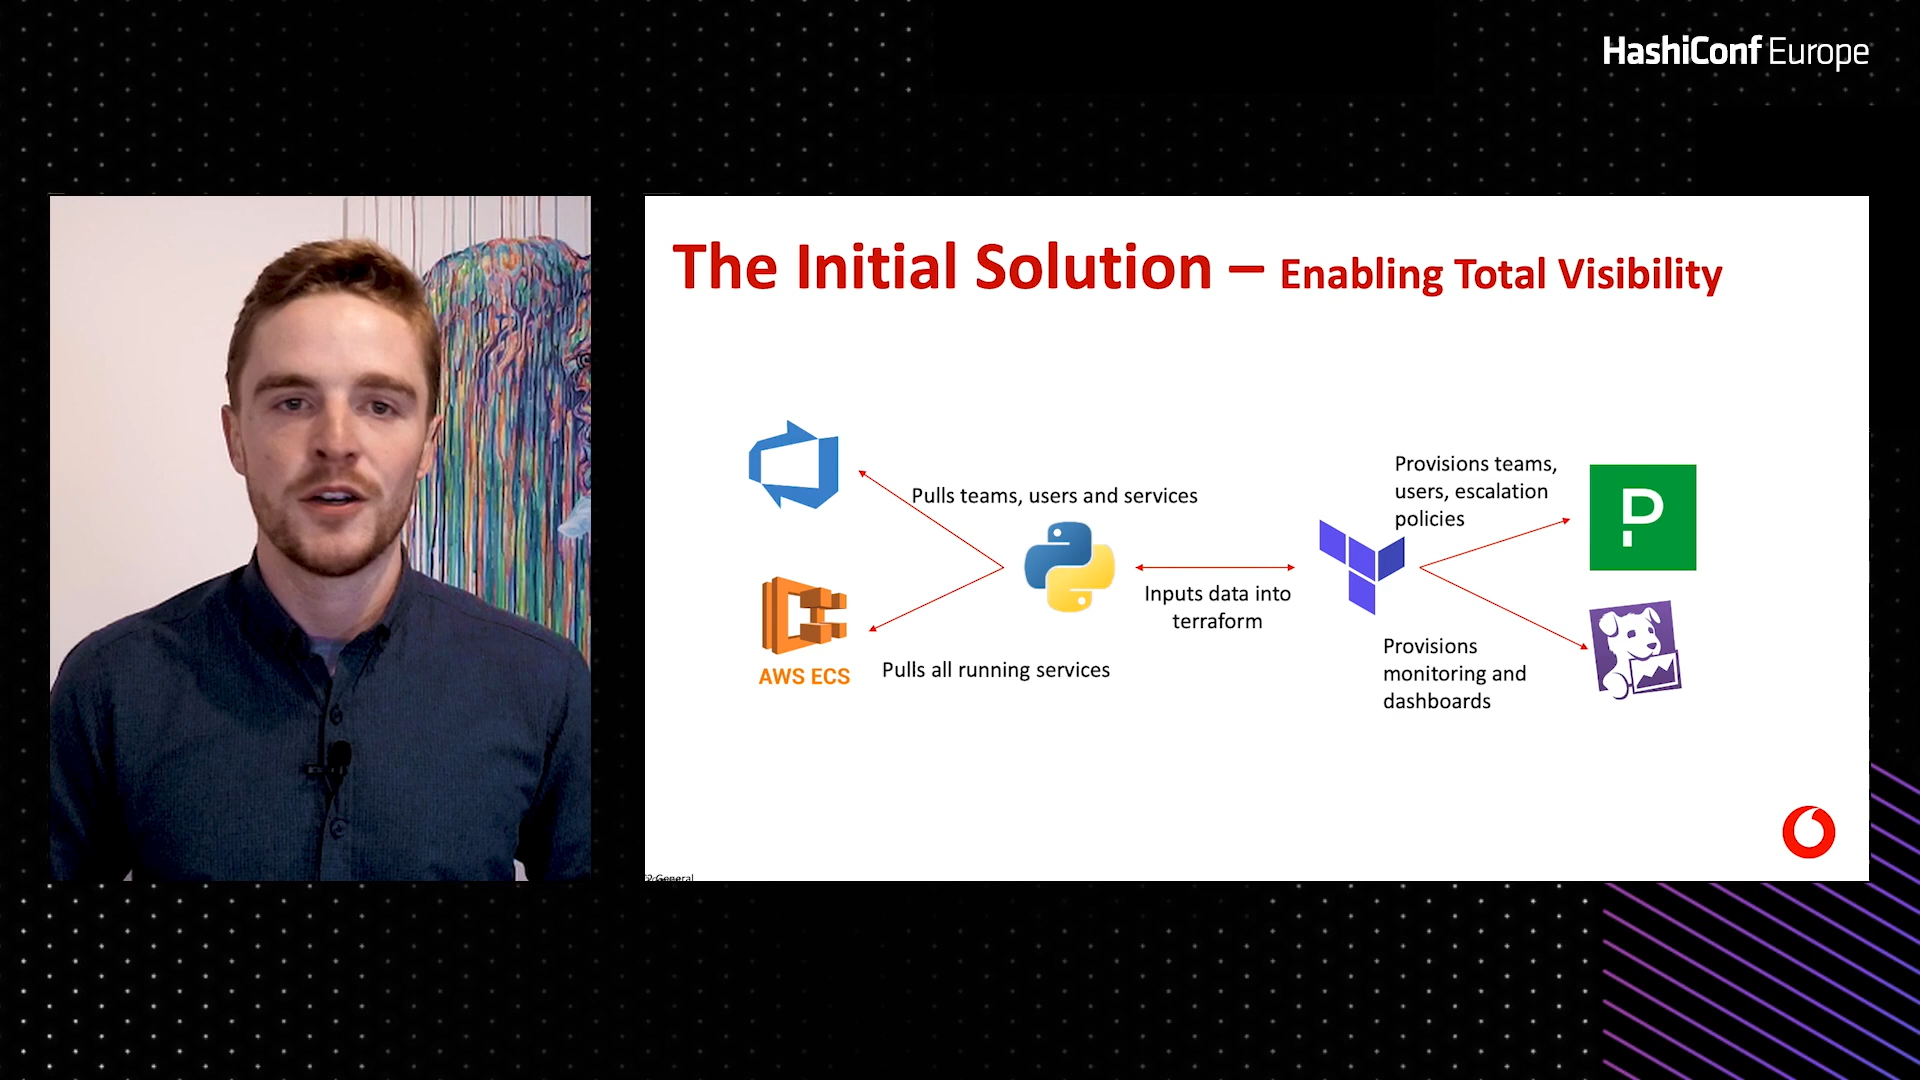 HashiConf Europe
The Initial Solution – Enabling Total Visibility
Pulls teams, users and services
AWS ECS
Pulls all running services
Inputs data into
terraform
Provisions teams,
users, escalation
policies
Provisions
monitoring and
dashboards
C2 General